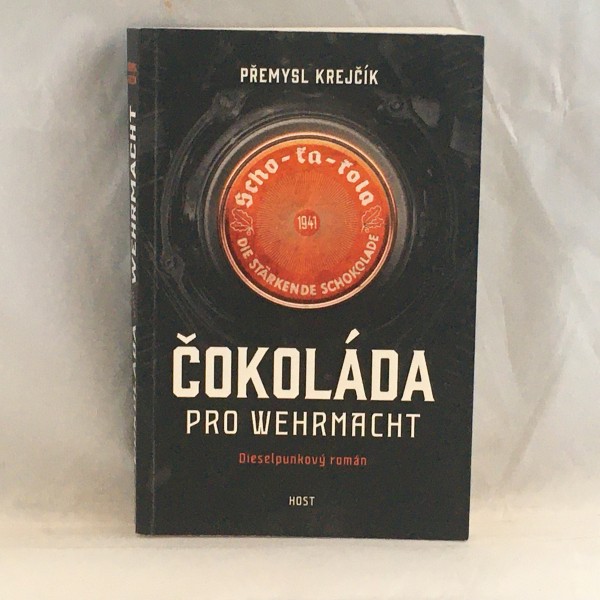 PŘEMYSL KREJČÍK
Scho-ka-kola
1941
DIE STÄRKENDE SCHOKOLADE
ČOKOLÁDA
PRO WEHRMACHT
Dieselpunkový román
HOST
WEHRMACHT